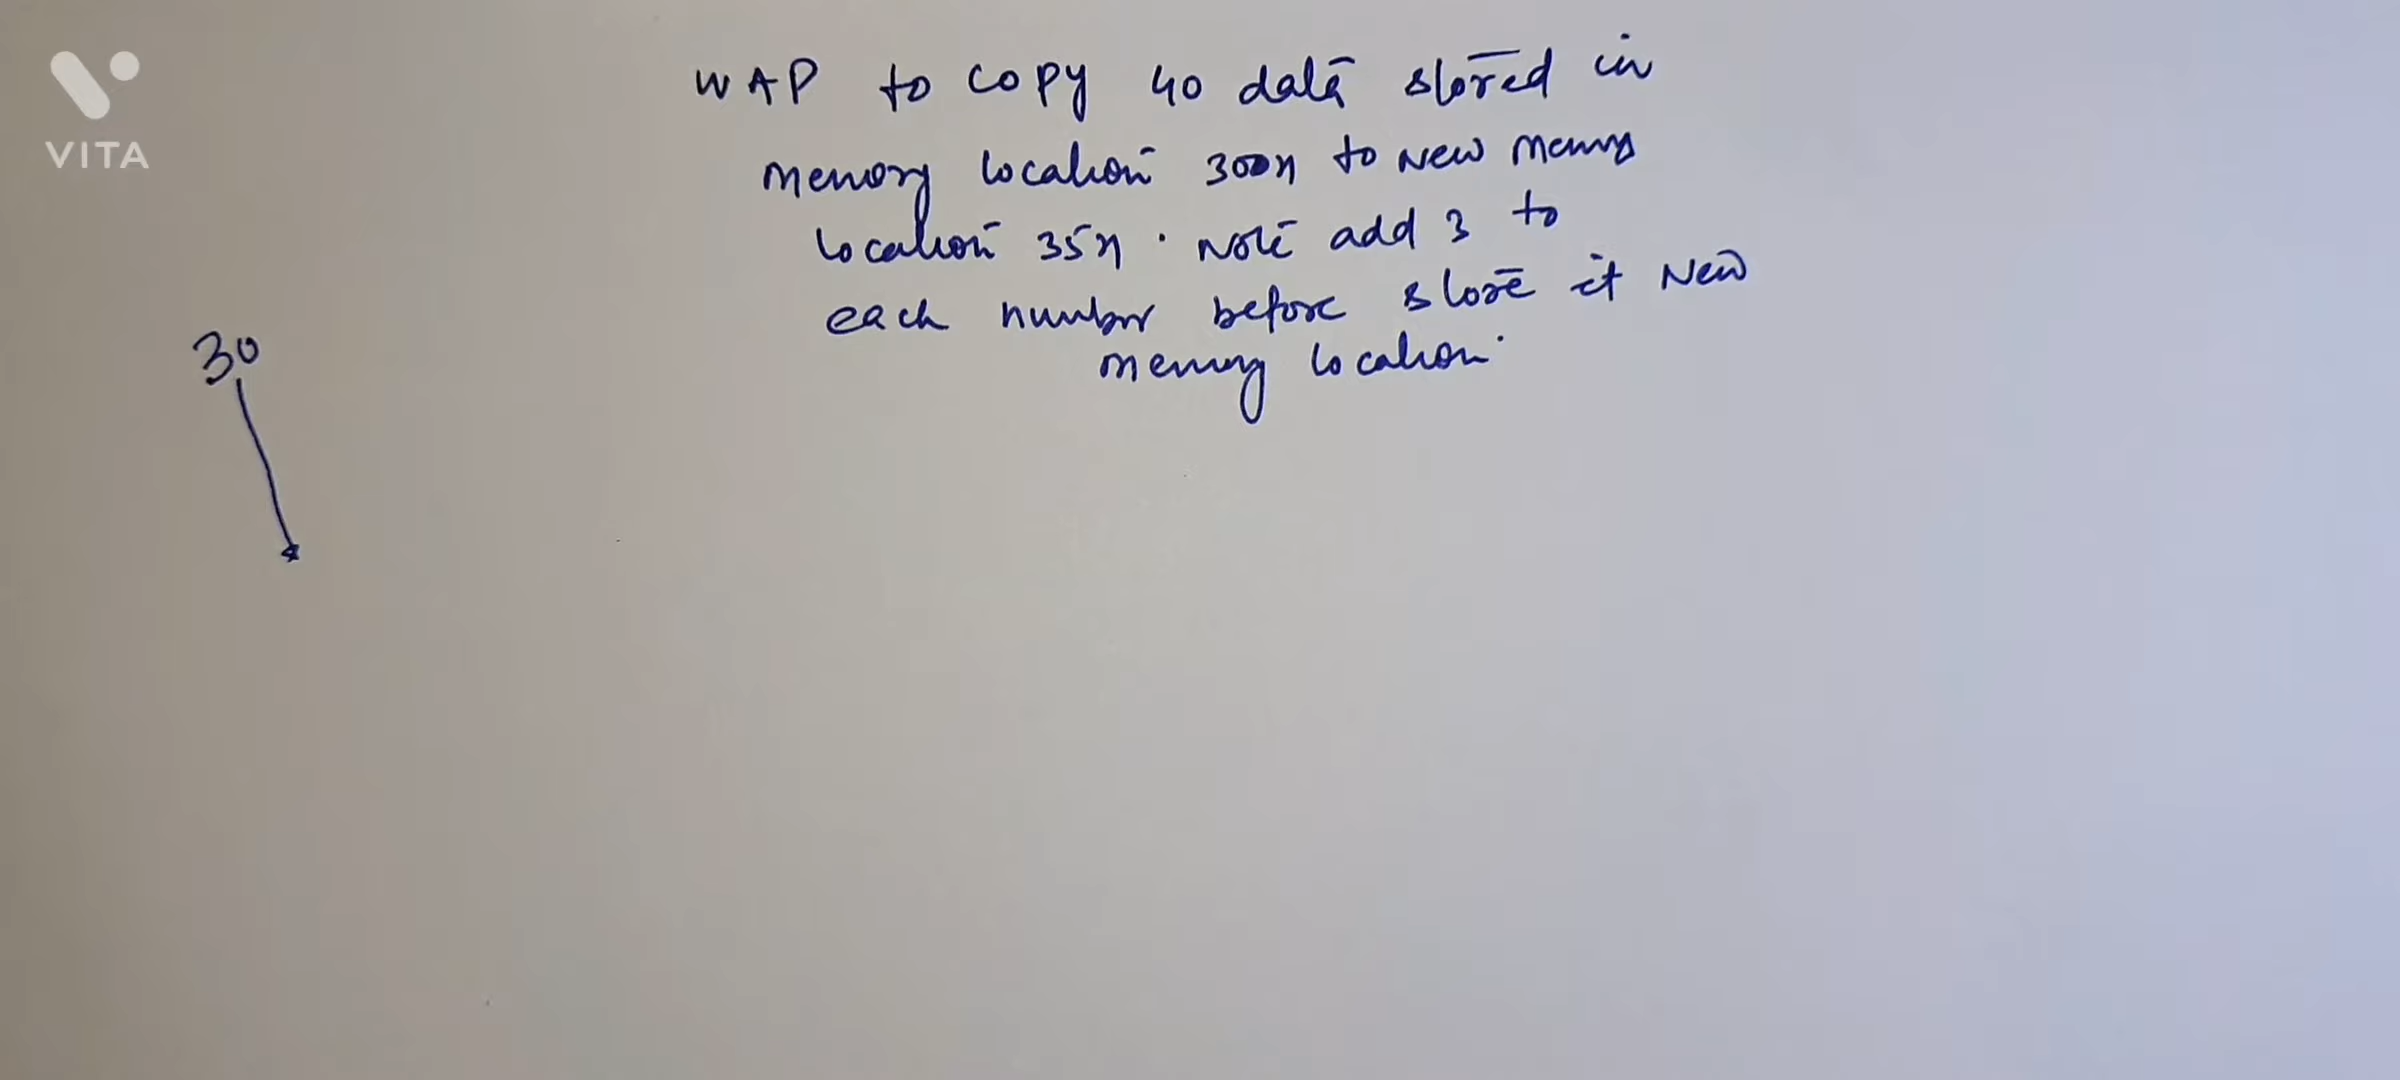 VITA
WAP to copy 40 data stored in
memory location 300H to New memory
location 35H . Note add 3 to
each number before store it New
memory location.
30